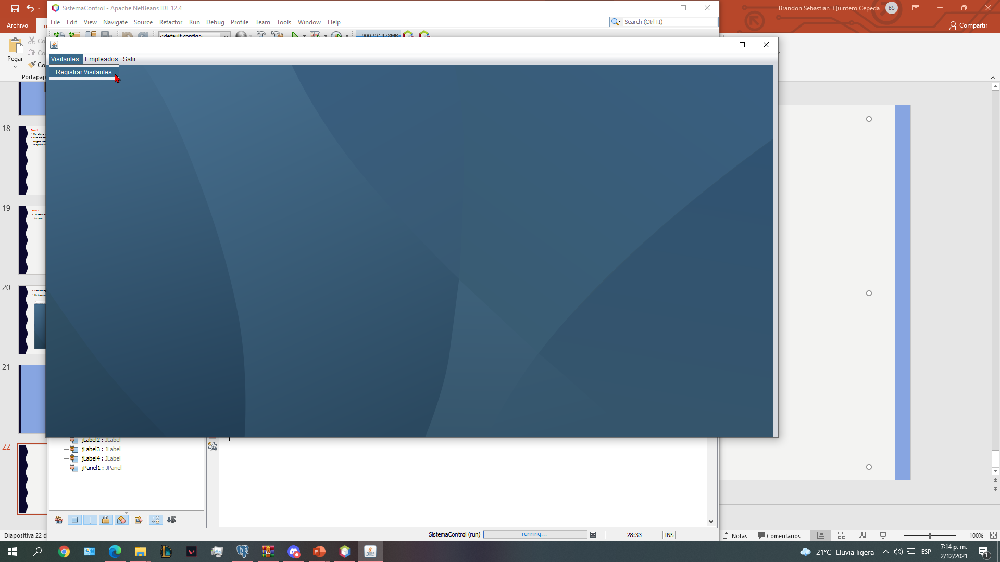 SistemaControl - Apache NetBeans IDE 12.4
Brandon Sebastian Quintero Cepeda
BS
Archivo
File Edit View Navigate Source Refactor Run Debug Profile Team Tools Window Help
Search (Ctrl+I)
Compartir
<default config>
900,9/1478MB
Pegar
Co
Co
Co
Portapap
Visitantes Empleados Salir
Registrar Visitantes
18
19
20
21
22
jLabel2 : JLabel
jLabel3 : JLabel
jLabel4 : JLabel
jPanel1 : JPanel
SistemaControl (run)
running...
28:33
INS
Diapositiva 22 d
Notas
Comentarios
100%
21°C Lluvia ligera
ESP
7:14 p. m.
2/12/2021
1